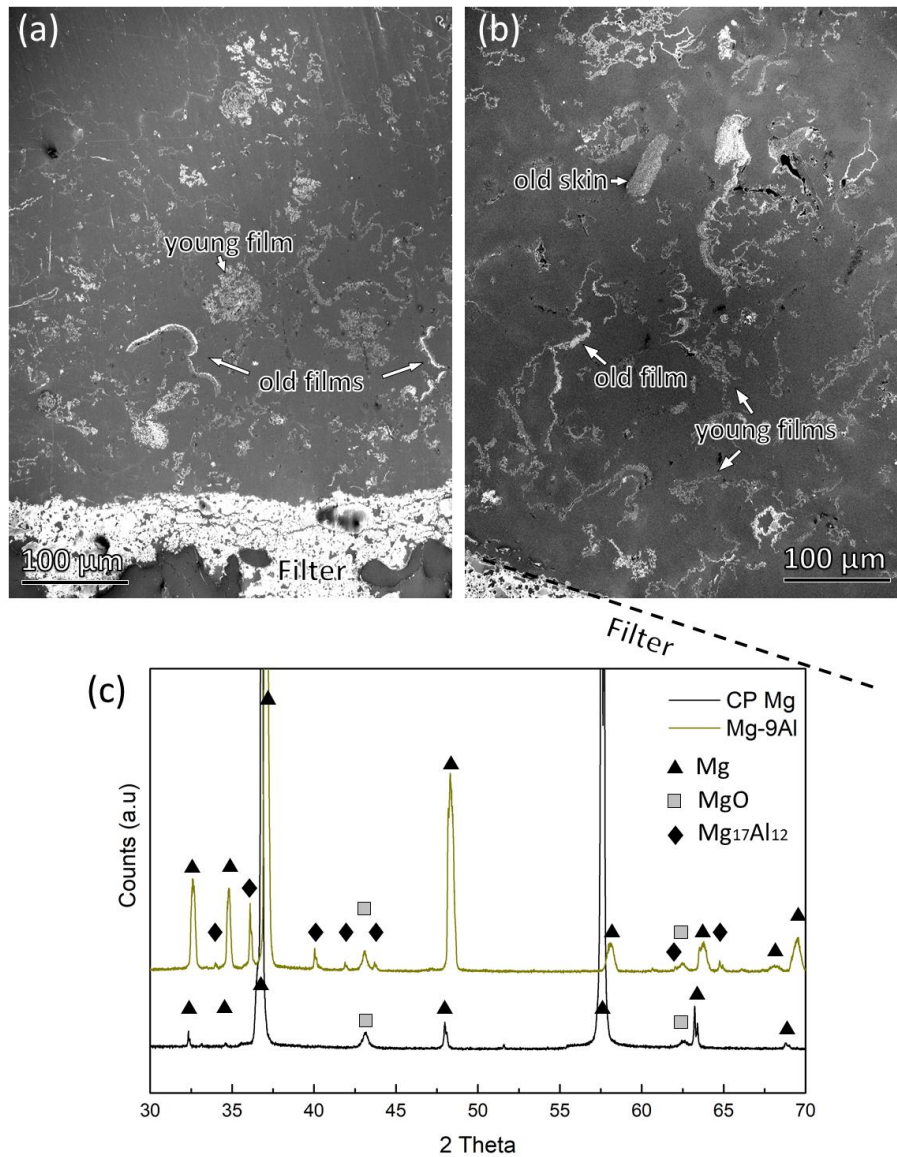 (a)
young film
old films
Filter
100 µm
(b)
old skin
old film
young films
100 µm
Filter
(c)
CP Mg
Mg-9Al
Mg
MgO
Mg₁₇Al₁₂
Counts (a.u)
30 35 40 45 50 55 60 65 70
2 Theta